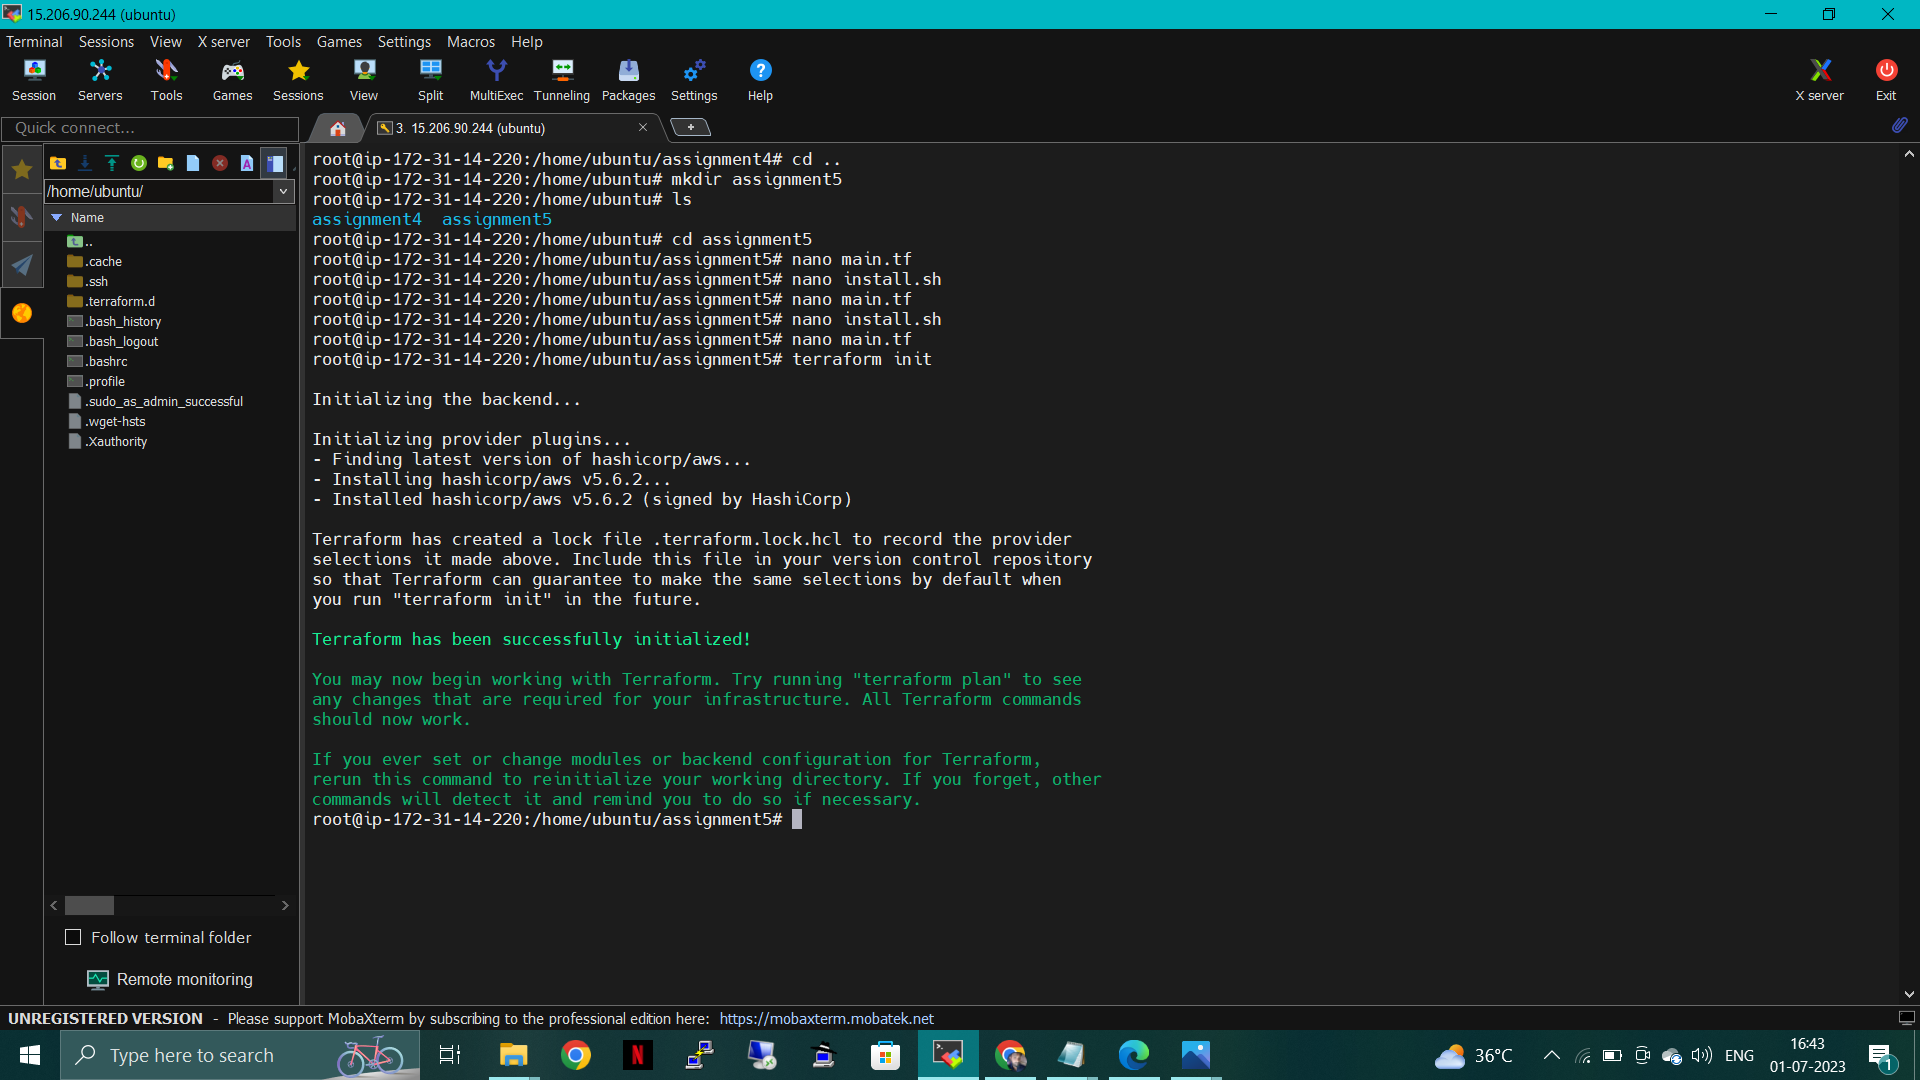 15.206.90.244 (ubuntu)
Terminal Sessions View X server Tools Games Settings Macros Help
Session Servers Tools Games Sessions View Split MultiExec Tunneling Packages Settings Help X server Exit
Quick connect...
3. 15.206.90.244 (ubuntu)
/home/ubuntu/
Name
..
.cache
.ssh
.terraform.d
.bash_history
.bash_logout
.bashrc
.profile
.sudo_as_admin_successful
.wget-hsts
.Xauthority
Follow terminal folder
Remote monitoring
root@ip-172-31-14-220:/home/ubuntu/assignment4# cd ..
root@ip-172-31-14-220:/home/ubuntu# mkdir assignment5
root@ip-172-31-14-220:/home/ubuntu# ls
assignment4  assignment5
root@ip-172-31-14-220:/home/ubuntu# cd assignment5
root@ip-172-31-14-220:/home/ubuntu/assignment5# nano main.tf
root@ip-172-31-14-220:/home/ubuntu/assignment5# nano install.sh
root@ip-172-31-14-220:/home/ubuntu/assignment5# nano main.tf
root@ip-172-31-14-220:/home/ubuntu/assignment5# nano install.sh
root@ip-172-31-14-220:/home/ubuntu/assignment5# nano main.tf
root@ip-172-31-14-220:/home/ubuntu/assignment5# terraform init
Initializing the backend...
Initializing provider plugins...
- Finding latest version of hashicorp/aws...
- Installing hashicorp/aws v5.6.2...
- Installed hashicorp/aws v5.6.2 (signed by HashiCorp)
Terraform has created a lock file .terraform.lock.hcl to record the provider
selections it made above. Include this file in your version control repository
so that Terraform can guarantee to make the same selections by default when
you run "terraform init" in the future.
Terraform has been successfully initialized!
You may now begin working with Terraform. Try running "terraform plan" to see
any changes that are required for your infrastructure. All Terraform commands
should now work.
If you ever set or change modules or backend configuration for Terraform,
rerun this command to reinitialize your working directory. If you forget, other
commands will detect it and remind you to do so if necessary.
root@ip-172-31-14-220:/home/ubuntu/assignment5#
UNREGISTERED VERSION - Please support MobaXterm by subscribing to the professional edition here: https://mobaxterm.mobatek.net
Type here to search
36°C
ENG
16:43
01-07-2023
1